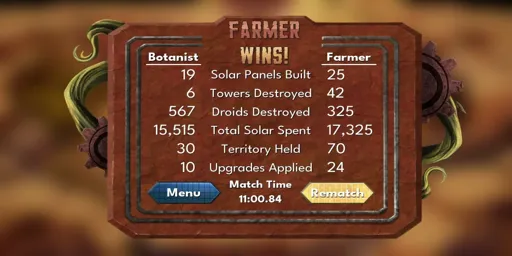 FARMER
WINS!
Botanist Farmer
19 Solar Panels Built 25
6 Towers Destroyed 42
567 Droids Destroyed 325
15,515 Total Solar Spent 17,325
30 Territory Held 70
10 Upgrades Applied 24
Menu Match Time Rematch
11:00.84